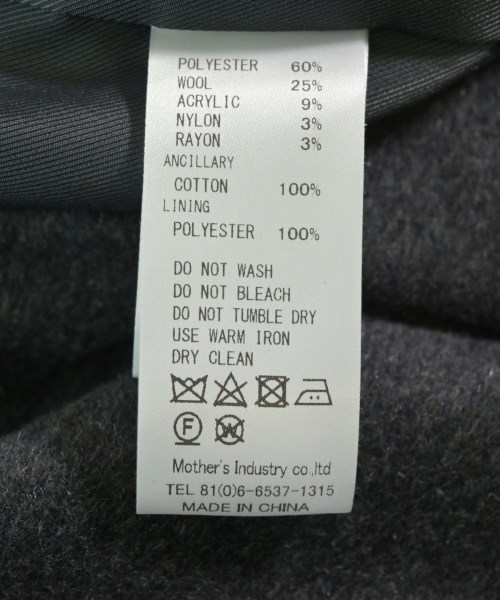 POLYESTER 60%
WOOL 25%
ACRYLIC 9%
NYLON 3%
RAYON 3%
ANCILLARY
COTTON 100%
LINING
POLYESTER 100%
DO NOT WASH
DO NOT BLEACH
DO NOT TUMBLE DRY
USE WARM IRON
DRY CLEAN
F W
Mother's Industry co.,ltd
TEL 81(0)6-6537-1315
MADE IN CHINA